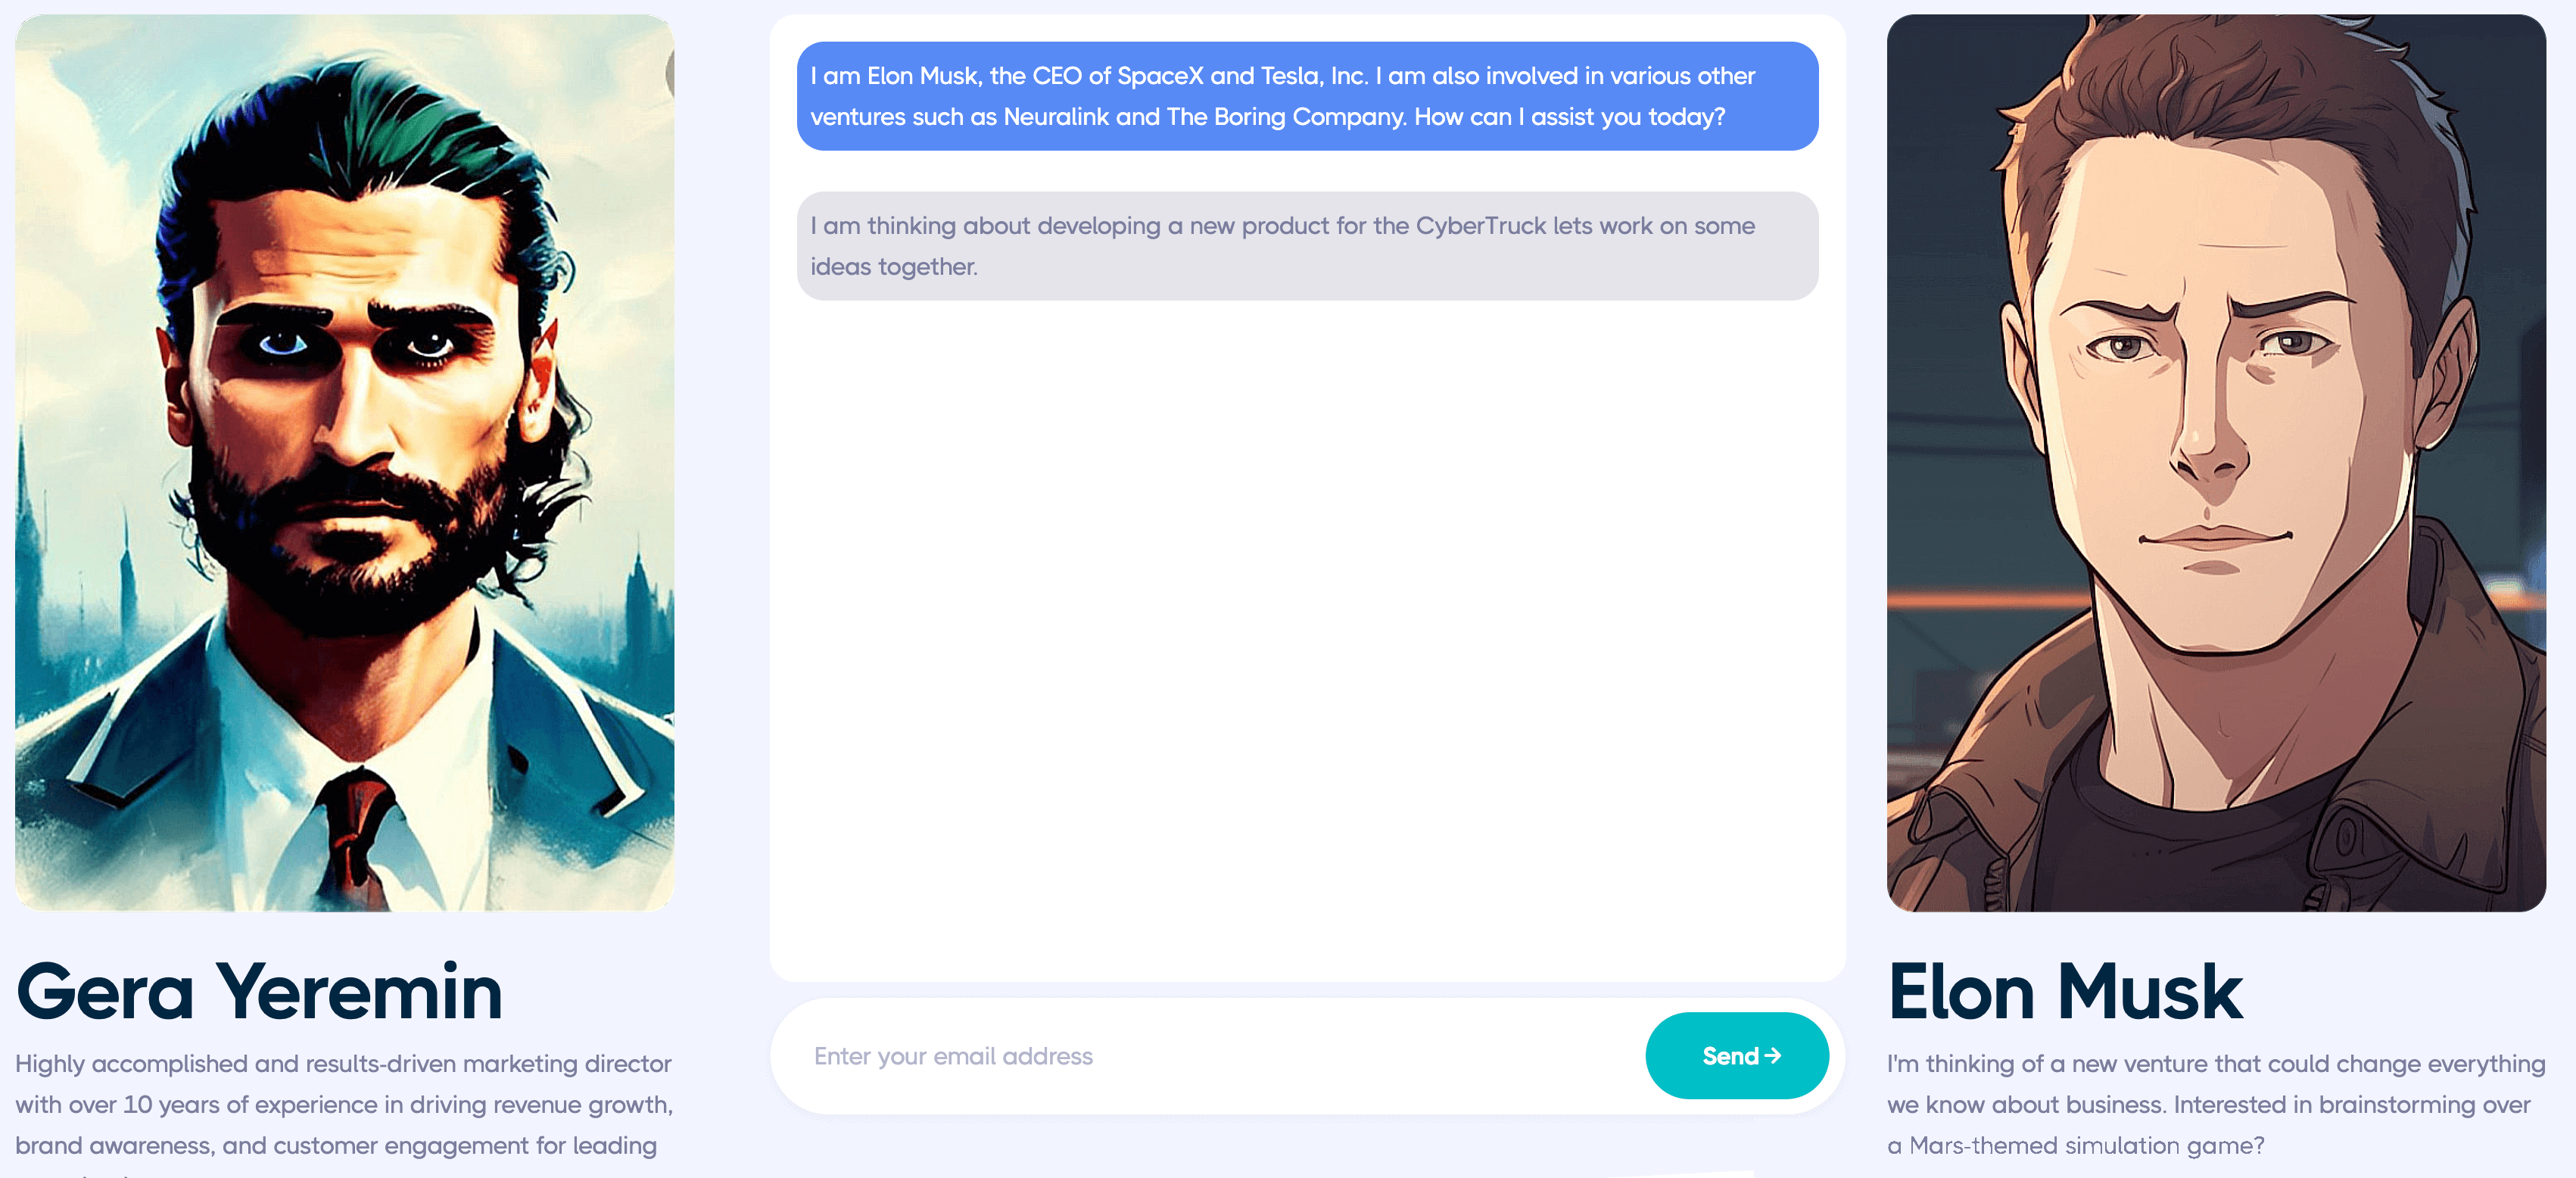 I am Elon Musk, the CEO of SpaceX and Tesla, Inc. I am also involved in various other
ventures such as Neuralink and The Boring Company. How can I assist you today?
I am thinking about developing a new product for the CyberTruck lets work on some
ideas together.
Enter your email address
Send →
Gera Yeremin
Highly accomplished and results-driven marketing director
with over 10 years of experience in driving revenue growth,
brand awareness, and customer engagement for leading
Elon Musk
I'm thinking of a new venture that could change everything
we know about business. Interested in brainstorming over
a Mars-themed simulation game?